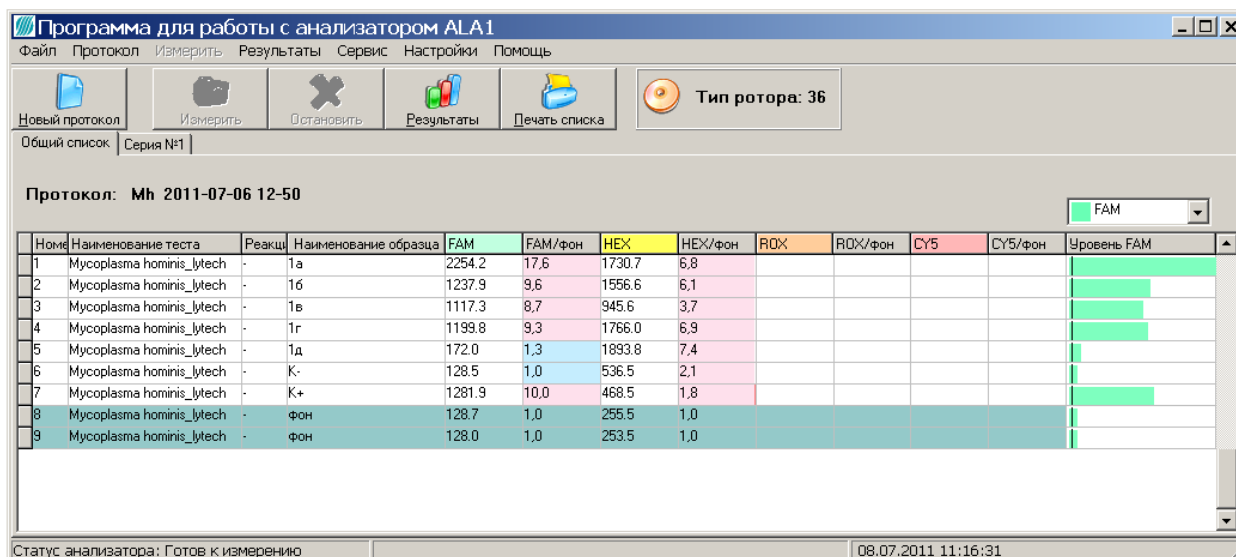 Программа для работы с анализатором ALA1
Файл Протокол Измерить Результаты Сервис Настройки Помощь
Новый протокол Измерить Остановить Результаты Печать списка Тип ротора: 36
Общий список Серия №1
Протокол: Mh 2011-07-06 12-50
FAM
Номе Наименование теста Реакци Наименование образца FAM FAM/фон HEX HEX/фон ROX ROX/фон CY5 CY5/фон Уровень FAM
1 Mycoplasma hominis_lytech - 1а 2254.2 17,6 1730.7 6,8
2 Mycoplasma hominis_lytech - 1б 1237.9 9,6 1556.6 6,1
3 Mycoplasma hominis_lytech - 1в 1117.3 8,7 945.6 3,7
4 Mycoplasma hominis_lytech - 1г 1199.8 9,3 1766.0 6,9
5 Mycoplasma hominis_lytech - 1д 172.0 1,3 1893.8 7,4
6 Mycoplasma hominis_lytech - К- 128.5 1,0 536.5 2,1
7 Mycoplasma hominis_lytech - К+ 1281.9 10,0 468.5 1,8
8 Mycoplasma hominis_lytech - фон 128.7 1,0 255.5 1,0
9 Mycoplasma hominis_lytech - фон 128.0 1,0 253.5 1,0
Статус анализатора: Готов к измерению 08.07.2011 11:16:31